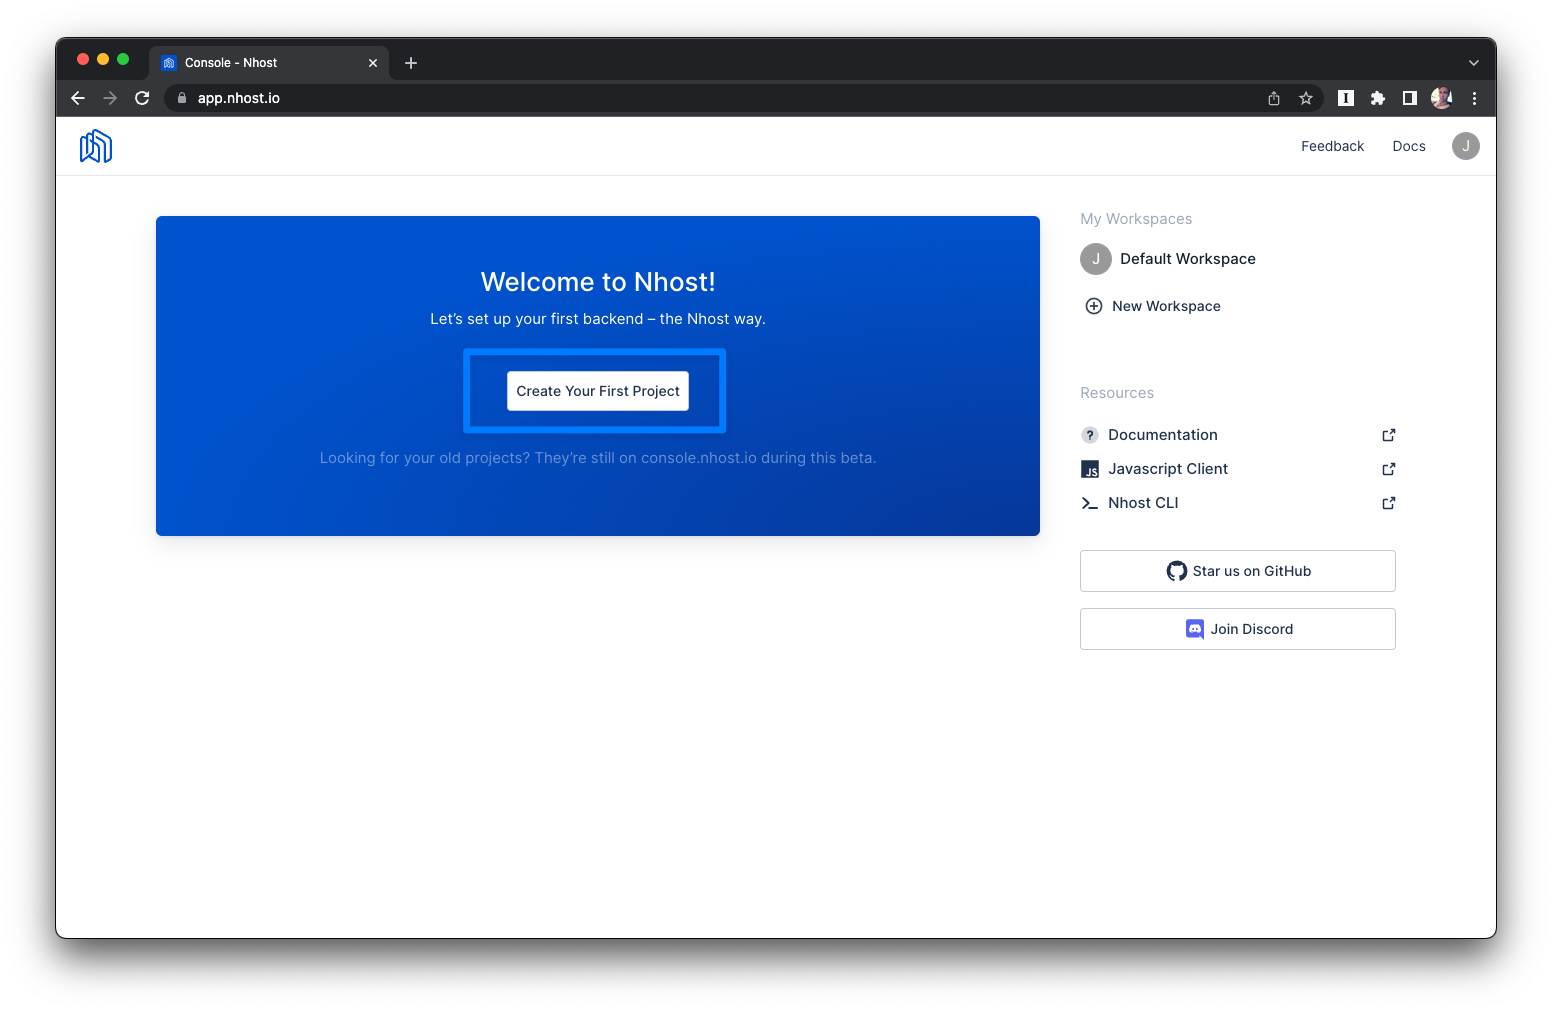 Console - Nhost
app.nhost.io
Feedback
Docs
J
Welcome to Nhost!
Let’s set up your first backend – the Nhost way.
Create Your First Project
Looking for your old projects? They’re still on console.nhost.io during this beta.
My Workspaces
J
Default Workspace
New Workspace
Resources
?
Documentation
JS
Javascript Client
Nhost CLI
Star us on GitHub
Join Discord